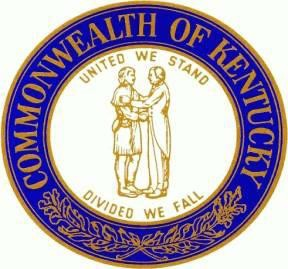 COMMONWEALTH OF KENTUCKY
UNITED WE STAND
DIVIDED WE FALL